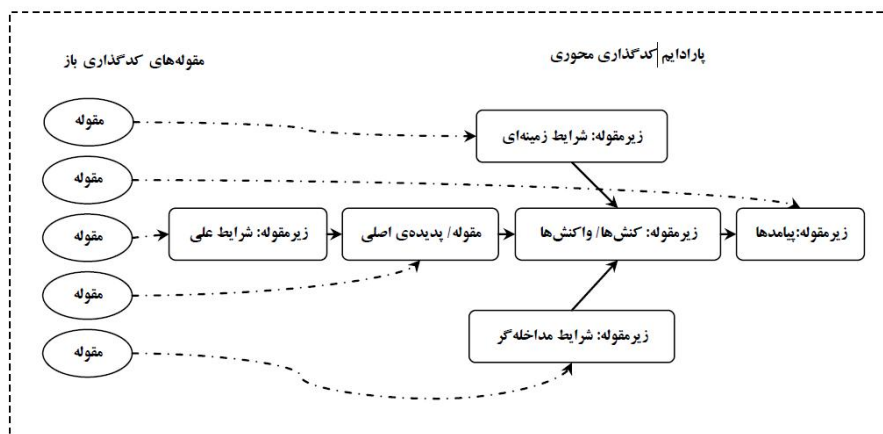 پارادایم کدگذاری محوری
مقوله‌های کدگذاری باز
مقوله
زیرمقوله: شرایط زمینه‌ای
مقوله
مقوله
زیرمقوله: شرایط علی
مقوله/ پدیده‌ی اصلی
زیرمقوله: کنش‌ها/ واکنش‌ها
زیرمقوله:پیامدها
مقوله
زیرمقوله: شرایط مداخله‌گر
مقوله